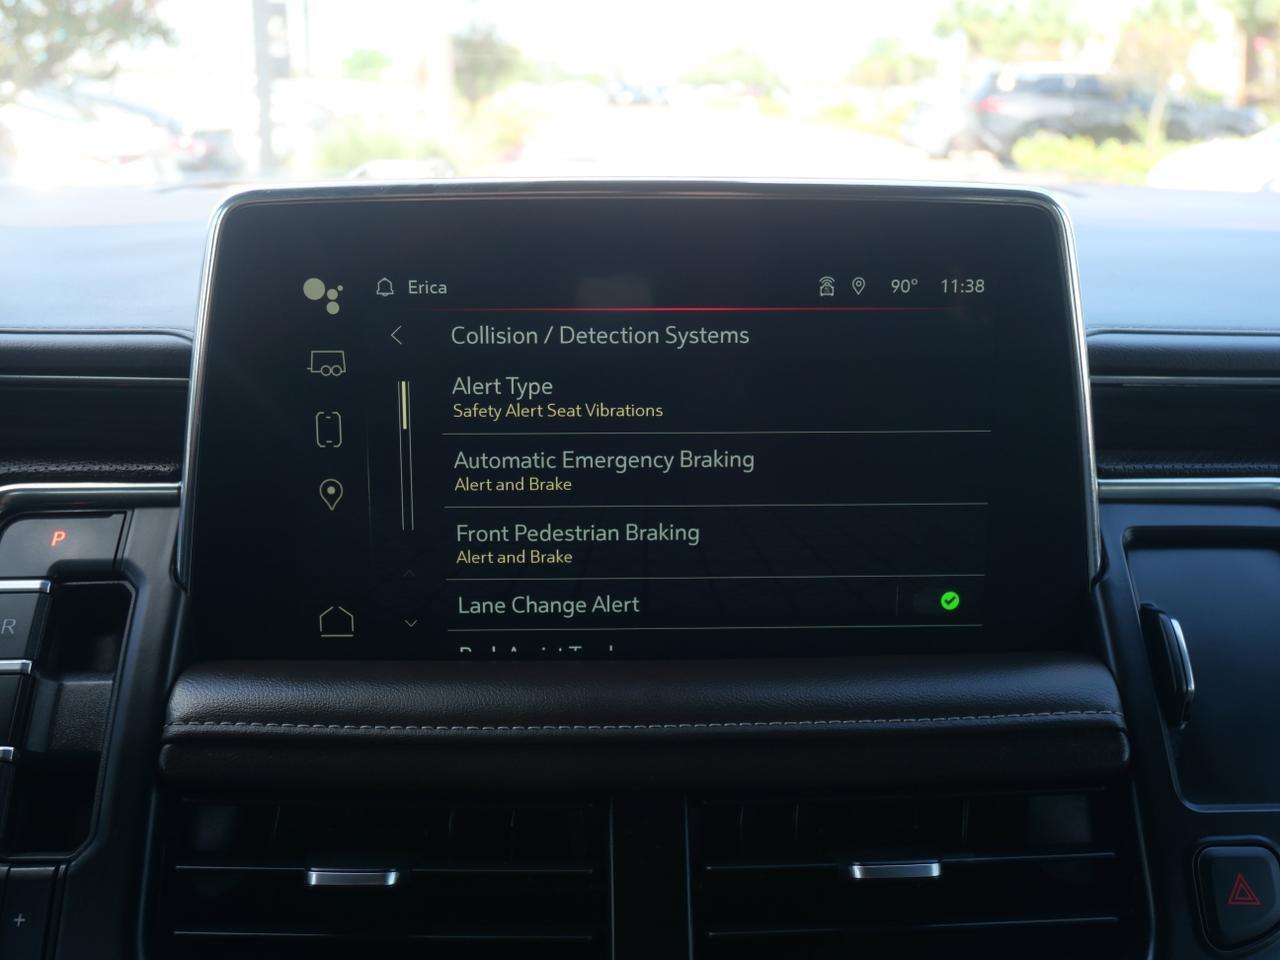 Erica 90° 11:38
Collision / Detection Systems
Alert Type
Safety Alert Seat Vibrations
Automatic Emergency Braking
Alert and Brake
Front Pedestrian Braking
Alert and Brake
Lane Change Alert
P
R
+